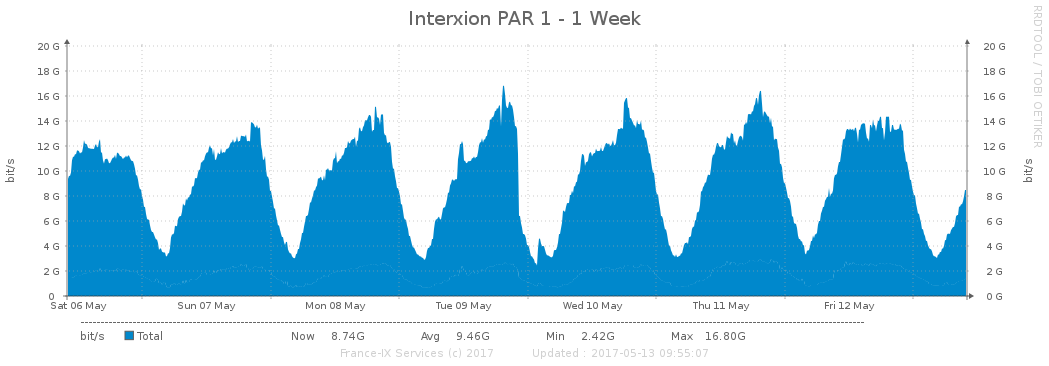 Interxion PAR 1 - 1 Week
RRDTOOL / TOBI OETIKER
bit/s
20 G 20 G
18 G 18 G
16 G 16 G
14 G 14 G
12 G 12 G
10 G 10 G
8 G 8 G
6 G 6 G
4 G 4 G
2 G 2 G
0 0 G
bit/s
Sat 06 May Sun 07 May Mon 08 May Tue 09 May Wed 10 May Thu 11 May Fri 12 May
bit/s Total Now 8.74G Avg 9.46G Min 2.42G Max 16.80G
France-IX Services (c) 2017 Updated : 2017-05-13 09:55:07